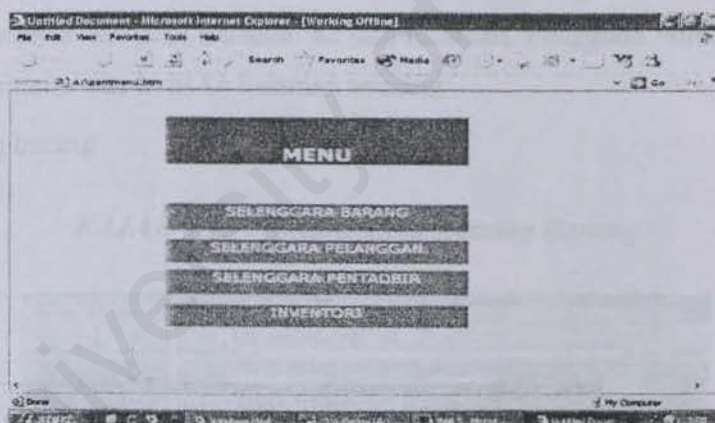 Untitled Document - Microsoft Internet Explorer - [Working Offline]
File Edit View Favorites Tools Help
Search Favorites Media
Go
MENU
SELENGGARA BARANG
SELENGGARA PELANGGAN
SELENGGARA PENTADBIR
INVENTORI
Done My Computer
start